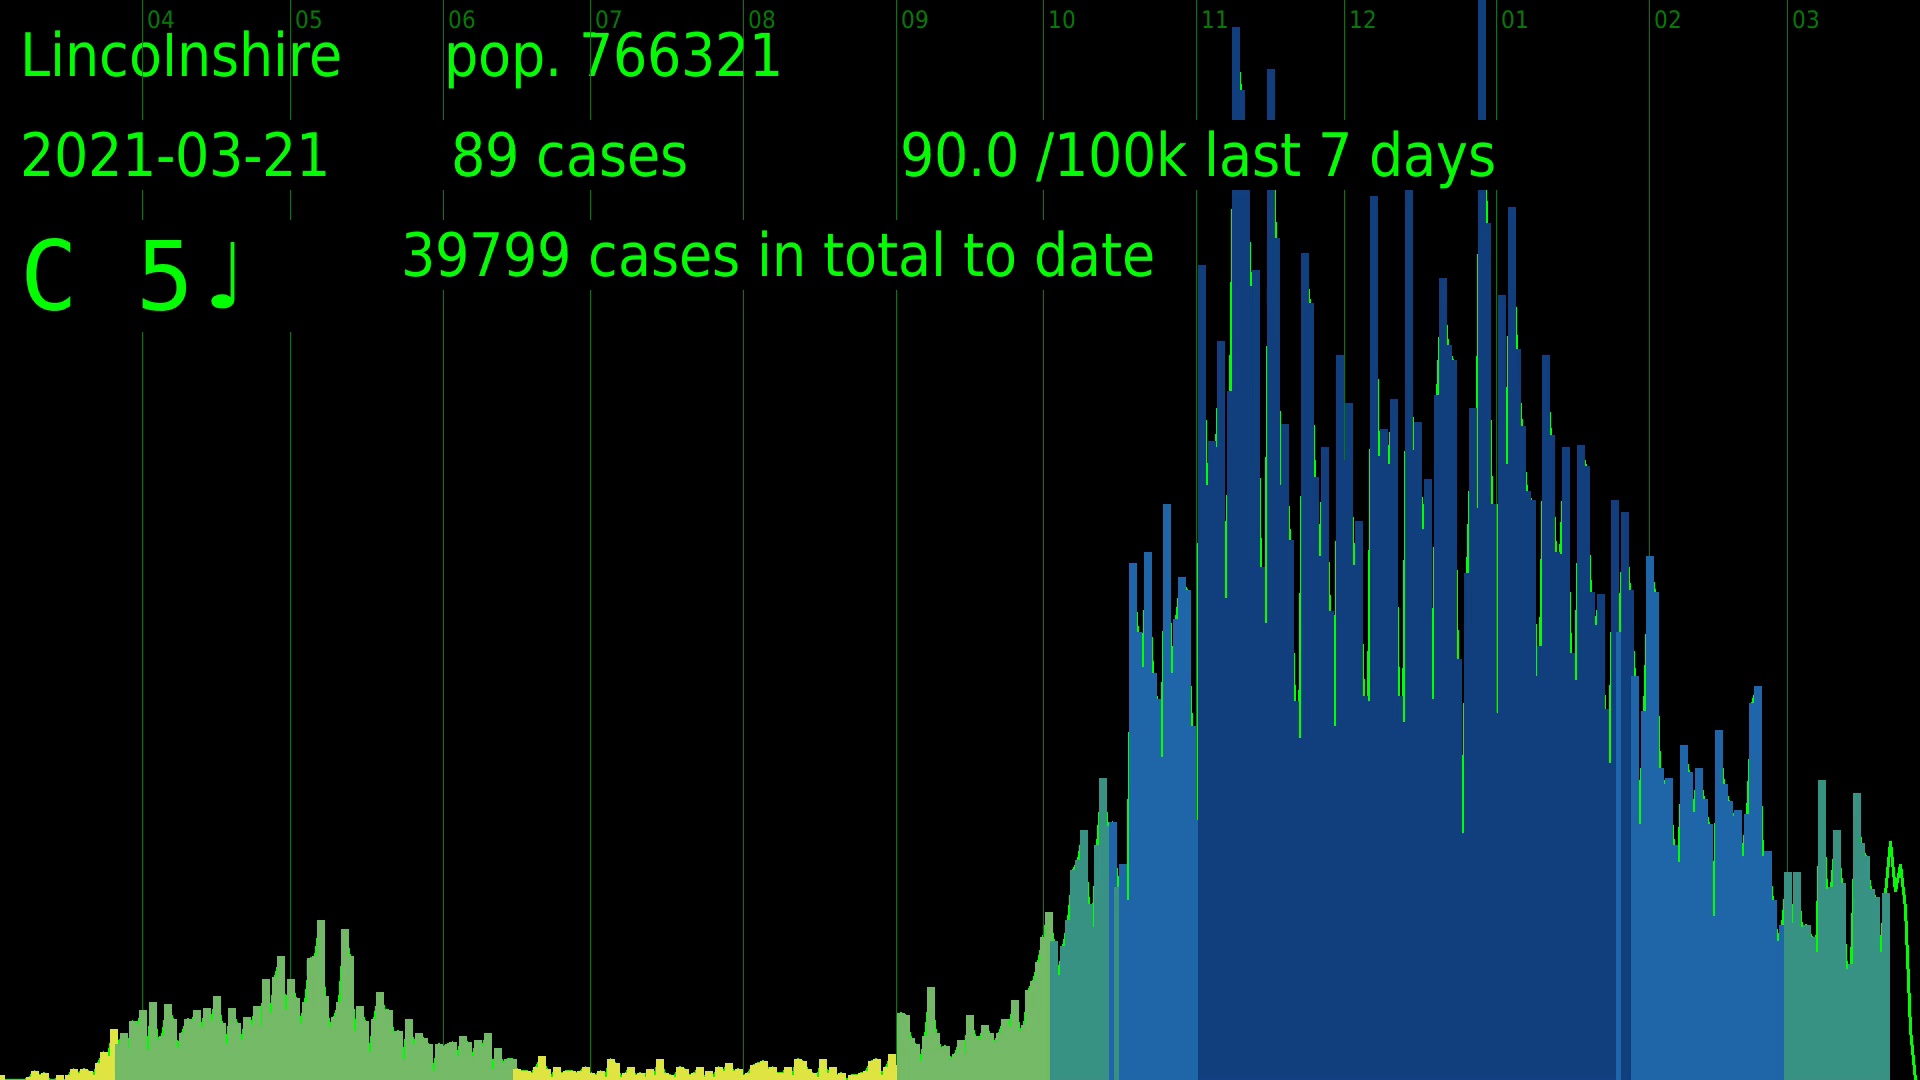 04 05 06 07 08 09 10 11 12 01 02 03
Lincolnshire pop. 766321
2021-03-21 89 cases 90.0 /100k last 7 days
C 5♩ 39799 cases in total to date